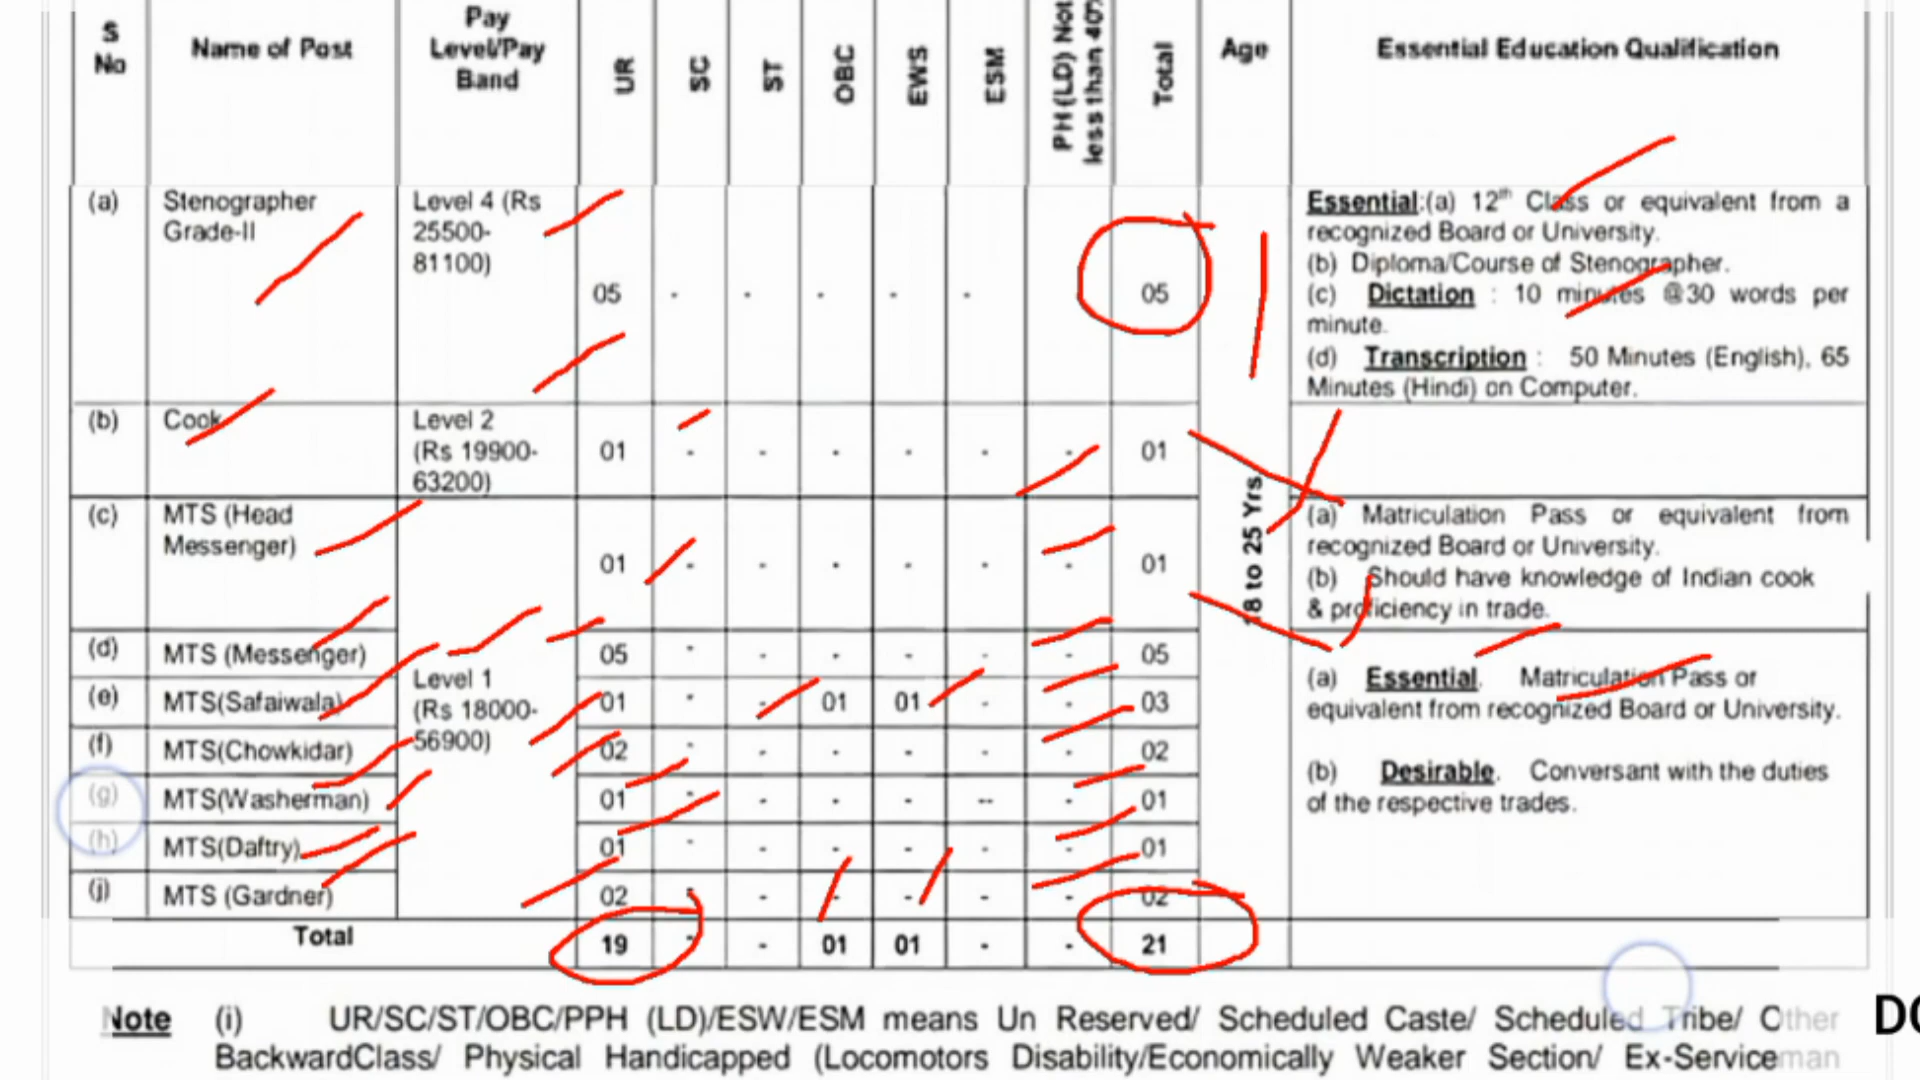 S No | Name of Post | Pay Level/Pay Band | UR | SC | ST | OBC | EWS | ESM | PH (LD) Not less than 40% | Total | Age | Essential Education Qualification
(a) | Stenographer Grade-II | Level 4 (Rs 25500-81100) | 05 | - | - | - | - | - | | 05
Essential:(a) 12th Class or equivalent from a
recognized Board or University.
(b) Diploma/Course of Stenographer.
(c) Dictation : 10 minutes @30 words per
minute.
(d) Transcription : 50 Minutes (English), 65
Minutes (Hindi) on Computer.
(b) | Cook | Level 2 (Rs 19900-63200) | 01 | - | - | - | - | - | - | 01
18 to 25 Yrs
(c) | MTS (Head Messenger) | 01 | - | - | - | - | - | - | 01
(a) Matriculation Pass or equivalent from
recognized Board or University.
(b) Should have knowledge of Indian cook
& proficiency in trade.
Level 1 (Rs 18000-56900)
(d) | MTS (Messenger) | 05 | - | - | - | - | - | - | 05
(e) | MTS(Safaiwala) | 01 | - | - | 01 | 01 | - | - | 03
(f) | MTS(Chowkidar) | 02 | - | - | - | - | - | - | 02
(g) | MTS(Washerman) | 01 | - | - | - | - | -- | - | 01
(h) | MTS(Daftry) | 01 | - | - | - | - | - | - | 01
(j) | MTS (Gardner) | 02 | - | - | - | - | - | - | 02
(a) Essential. Matriculation Pass or
equivalent from recognized Board or University.
(b) Desirable. Conversant with the duties
of the respective trades.
Total | 19 | - | - | 01 | 01 | - | - | 21
Note (i) UR/SC/ST/OBC/PPH (LD)/ESW/ESM means Un Reserved/ Scheduled Caste/ Scheduled Tribe/ Other
BackwardClass/ Physical Handicapped (Locomotors Disability/Economically Weaker Section/ Ex-Serviceman